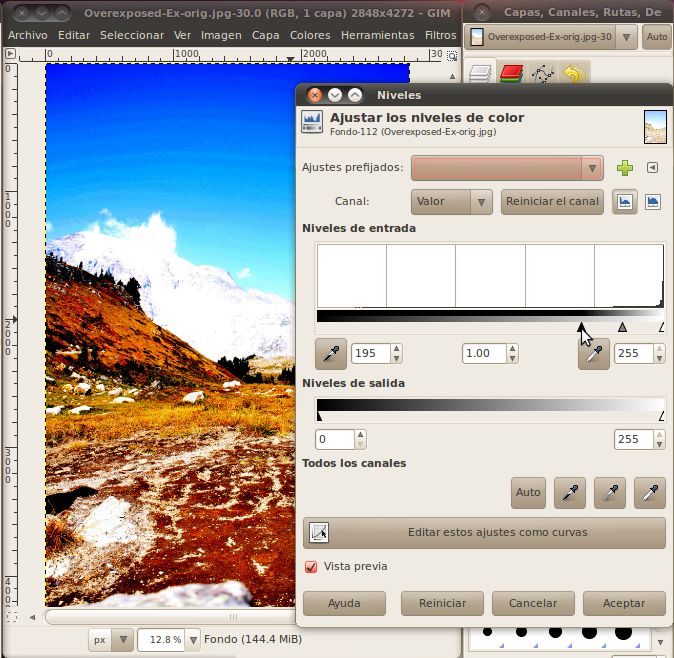 Overexposed-Ex-orig.jpg-30.0 (RGB, 1 capa) 2848x4272 – GIM
Capas, Canales, Rutas, De
Archivo Editar Seleccionar Ver Imagen Capa Colores Herramientas Filtros
Overexposed-Ex-orig.jpg-30
Auto
0 1000 2000 30
0
1000
2000
3000
400
Niveles
Ajustar los niveles de color
Fondo-112 (Overexposed-Ex-orig.jpg)
Ajustes prefijados:
Canal: Valor Reiniciar el canal
Niveles de entrada
195 1.00 255
Niveles de salida
0 255
Todos los canales
Auto
Editar estos ajustes como curvas
Vista previa
Ayuda Reiniciar Cancelar Aceptar
px 12.8 % Fondo (144.4 MiB)